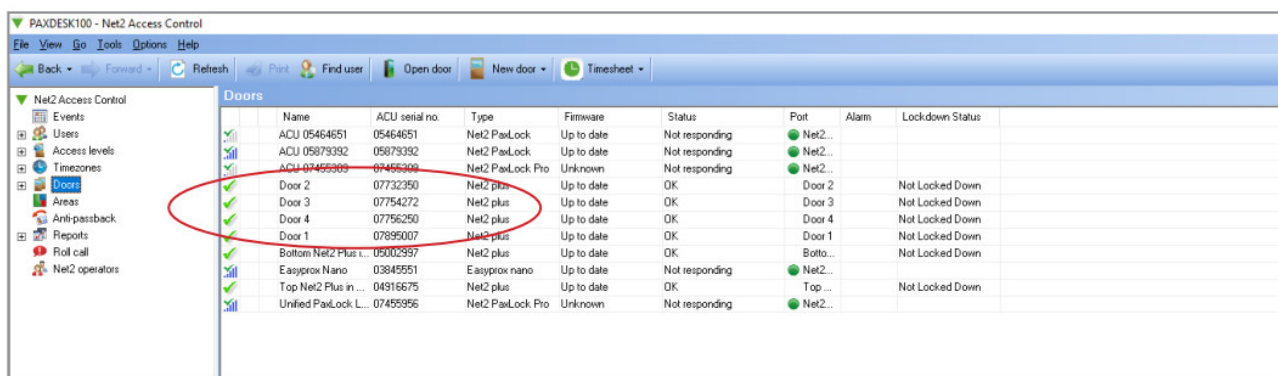 PAXDESK100 - Net2 Access Control
File View Go Tools Options Help
Back Forward Refresh Print Find user Open door New door Timesheet
Net2 Access Control
Events
Users
Access levels
Timezones
Doors
Areas
Anti-passback
Reports
Roll call
Net2 operators
Doors
Name ACU serial no. Type Firmware Status Port Alarm Lockdown Status
ACU 05464651 05464651 Net2 PaxLock Up to date Not responding Net2...
ACU 05879392 05879392 Net2 PaxLock Up to date Not responding Net2...
ACU 07455309 07455309 Net2 PaxLock Pro Unknown Not responding Net2...
Door 2 07732350 Net2 plus Up to date OK Door 2 Not Locked Down
Door 3 07754272 Net2 plus Up to date OK Door 3 Not Locked Down
Door 4 07756250 Net2 plus Up to date OK Door 4 Not Locked Down
Door 1 07895007 Net2 plus Up to date OK Door 1 Not Locked Down
Bottom Net2 Plus i... 05002997 Net2 plus Up to date OK Botto... Not Locked Down
Easyprox Nano 03845551 Easyprox nano Up to date Not responding Net2...
Top Net2 Plus in ... 04916675 Net2 plus Up to date OK Top ... Not Locked Down
Unified PaxLock L... 07455956 Net2 PaxLock Pro Unknown Not responding Net2...